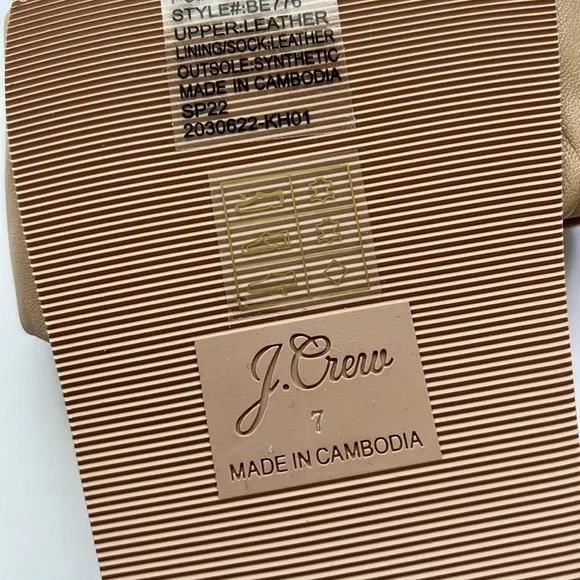 STYLE#:BE776
UPPER:LEATHER
LINING/SOCK:LEATHER
OUTSOLE:SYNTHETIC
MADE IN CAMBODIA
SP22
2030622-KH01
J.Crew
7
MADE IN CAMBODIA